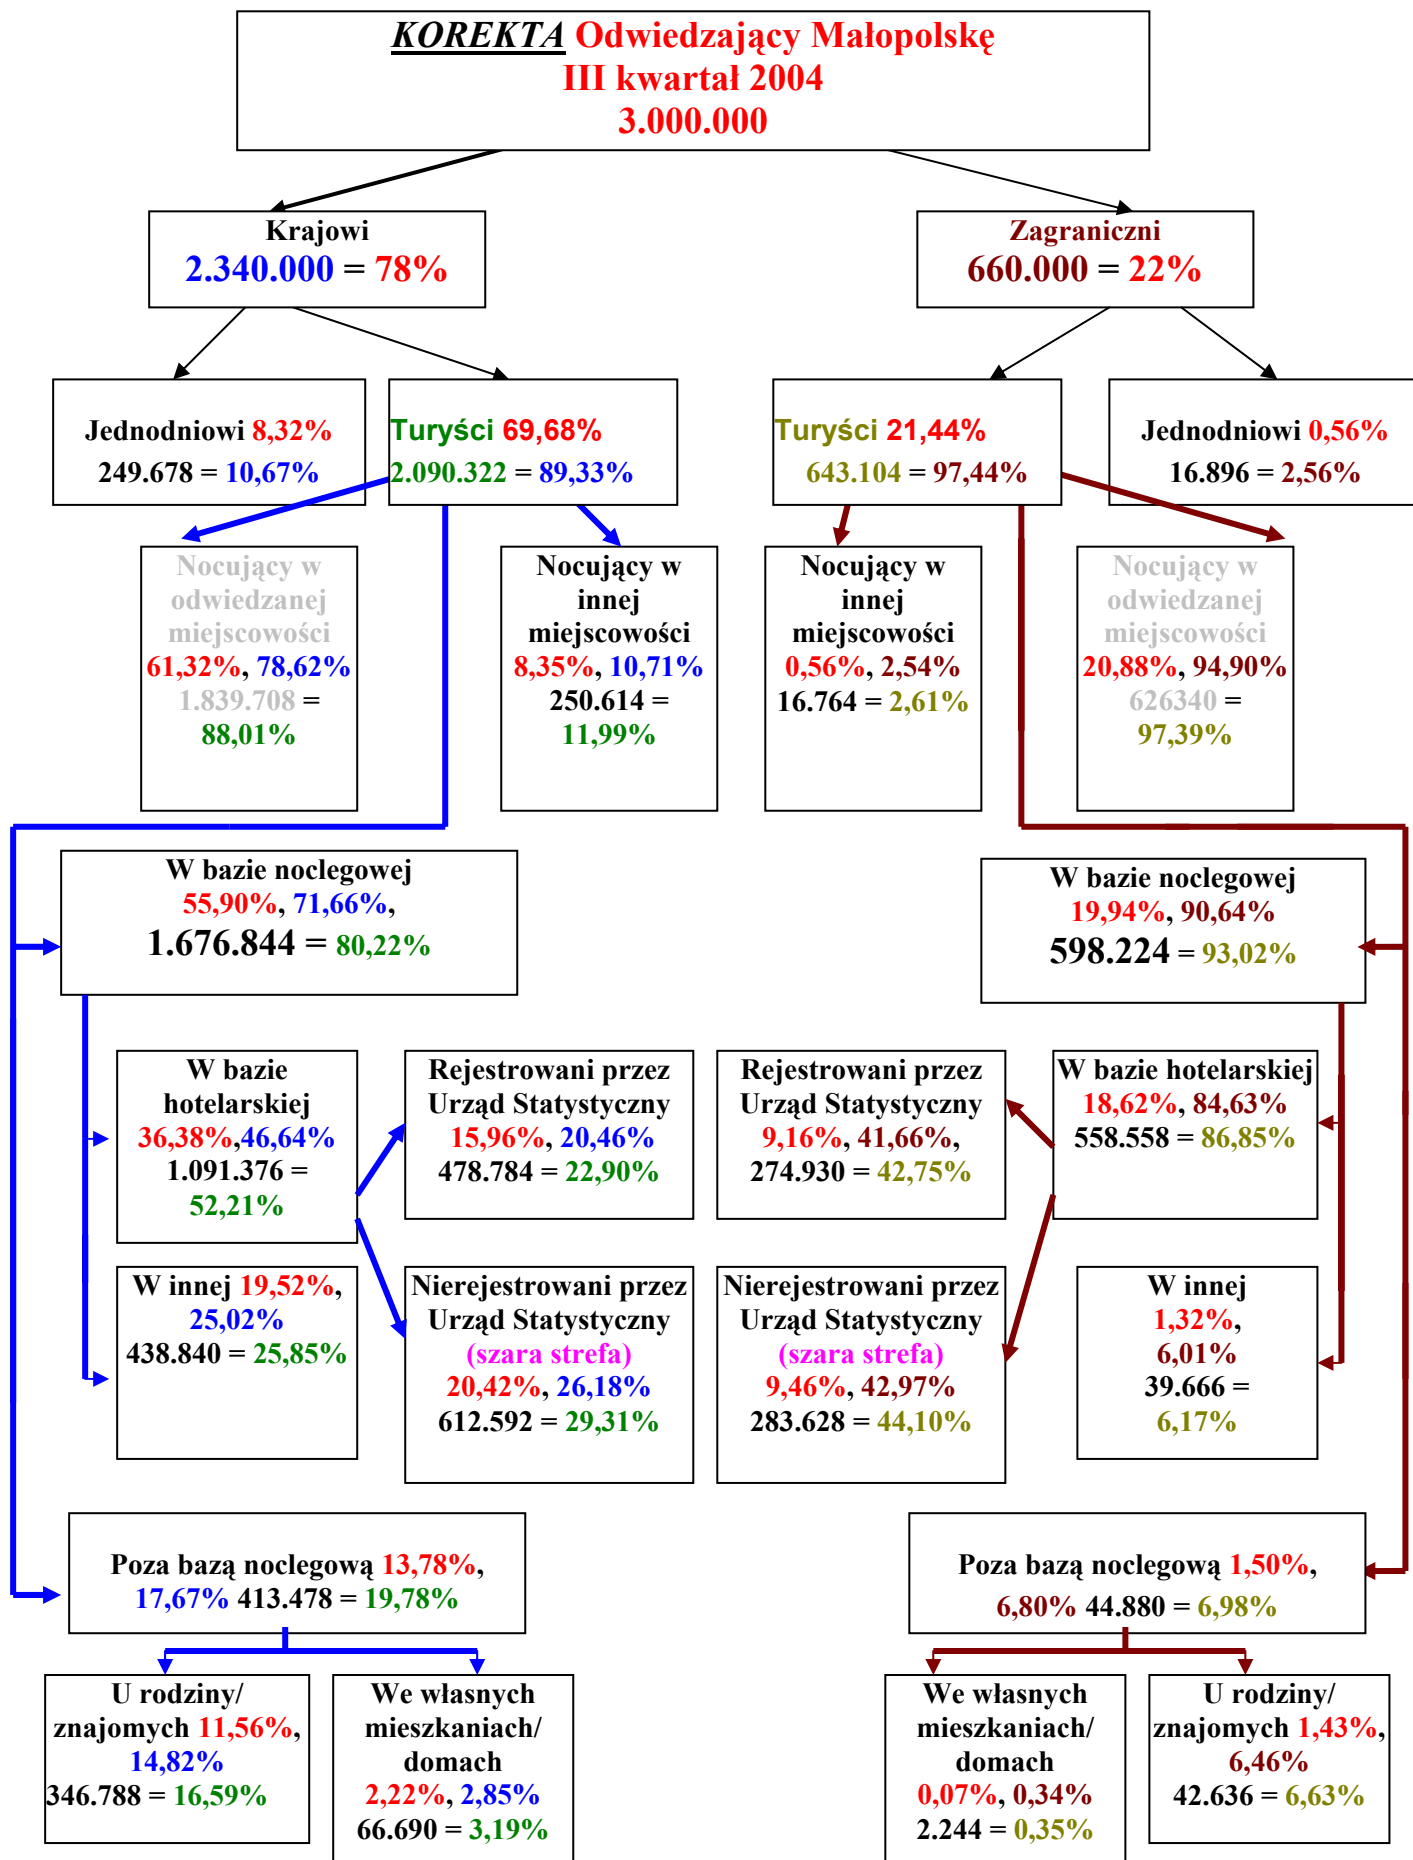 KOREKTA Odwiedzający Małopolskę
III kwartał 2004
3.000.000
Krajowi
2.340.000 = 78%
Zagraniczni
660.000 = 22%
Jednodniowi 8,32%
249.678 = 10,67%
Turyści 69,68%
2.090.322 = 89,33%
Turyści 21,44%
643.104 = 97,44%
Jednodniowi 0,56%
16.896 = 2,56%
Nocujący w
odwiedzanej
miejscowości
61,32%, 78,62%
1.839.708 =
88,01%
Nocujący w
innej
miejscowości
8,35%, 10,71%
250.614 =
11,99%
Nocujący w
innej
miejscowości
0,56%, 2,54%
16.764 = 2,61%
Nocujący w
odwiedzanej
miejscowości
20,88%, 94,90%
626340 =
97,39%
W bazie noclegowej
55,90%, 71,66%,
1.676.844 = 80,22%
W bazie noclegowej
19,94%, 90,64%
598.224 = 93,02%
W bazie
hotelarskiej
36,38%,46,64%
1.091.376 =
52,21%
Rejestrowani przez
Urząd Statystyczny
15,96%, 20,46%
478.784 = 22,90%
Rejestrowani przez
Urząd Statystyczny
9,16%, 41,66%,
274.930 = 42,75%
W bazie hotelarskiej
18,62%, 84,63%
558.558 = 86,85%
W innej 19,52%,
25,02%
438.840 = 25,85%
Nierejestrowani przez
Urząd Statystyczny
(szara strefa)
20,42%, 26,18%
612.592 = 29,31%
Nierejestrowani przez
Urząd Statystyczny
(szara strefa)
9,46%, 42,97%
283.628 = 44,10%
W innej
1,32%,
6,01%
39.666 =
6,17%
Poza bazą noclegową 13,78%,
17,67% 413.478 = 19,78%
Poza bazą noclegową 1,50%,
6,80% 44.880 = 6,98%
U rodziny/
znajomych 11,56%,
14,82%
346.788 = 16,59%
We własnych
mieszkaniach/
domach
2,22%, 2,85%
66.690 = 3,19%
We własnych
mieszkaniach/
domach
0,07%, 0,34%
2.244 = 0,35%
U rodziny/
znajomych 1,43%,
6,46%
42.636 = 6,63%